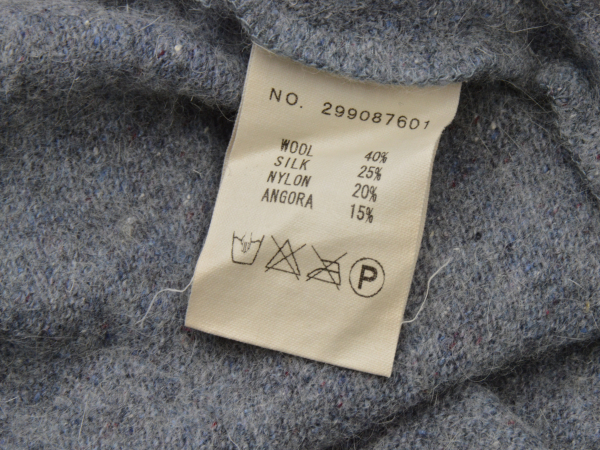 NO. 299087601
WOOL 40%
SILK 25%
NYLON 20%
ANGORA 15%
P